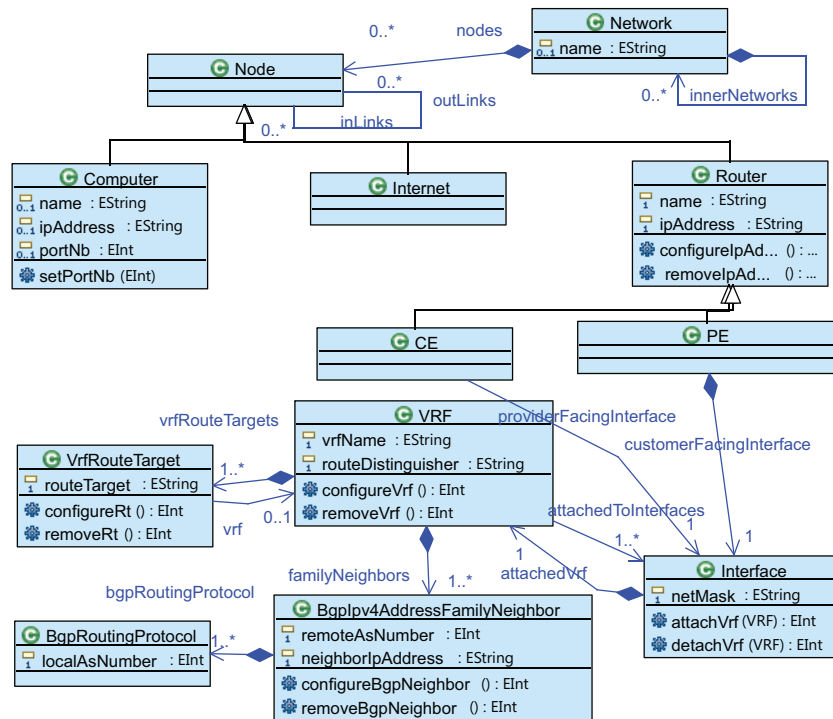 C Network
0..1 name : EString
0..* nodes
C Node
0..*
outLinks
0..* inLinks
0..* innerNetworks
C Computer
0..1 name : EString
0..1 ipAddress : EString
0..1 portNb : EInt
setPortNb (EInt)
C Internet
C Router
1 name : EString
1 ipAddress : EString
configureIpAd... () : ...
removeIpAd... () : ...
C CE
C PE
vrfRouteTargets
C VRF
1 vrfName : EString
1 routeDistinguisher : EString
configureVrf () : EInt
removeVrf () : EInt
providerFacingInterface
customerFacingInterface
C VrfRouteTarget
1 routeTarget : EString
configureRt () : EInt
removeRt () : EInt
1..*
0..1
vrf
attachedToInterfaces
1..*
1
1
1
attachedVrf
familyNeighbors
1..*
bgpRoutingProtocol
C Interface
1 netMask : EString
attachVrf (VRF) : EInt
detachVrf (VRF) : EInt
C BgpIpv4AddressFamilyNeighbor
1 remoteAsNumber : EInt
1 neighborIpAddress : EString
configureBgpNeighbor () : EInt
removeBgpNeighbor () : EInt
C BgpRoutingProtocol
1 localAsNumber : EInt
1..*